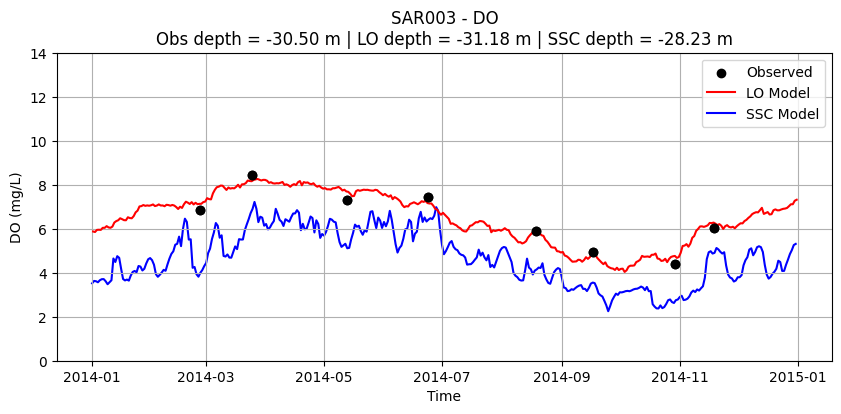 SAR003 - DO
Obs depth = -30.50 m | LO depth = -31.18 m | SSC depth = -28.23 m
14
12
10
8
6
4
2
0
DO (mg/L)
Observed
LO Model
SSC Model
2014-01
2014-03
2014-05
2014-07
2014-09
2014-11
2015-01
Time